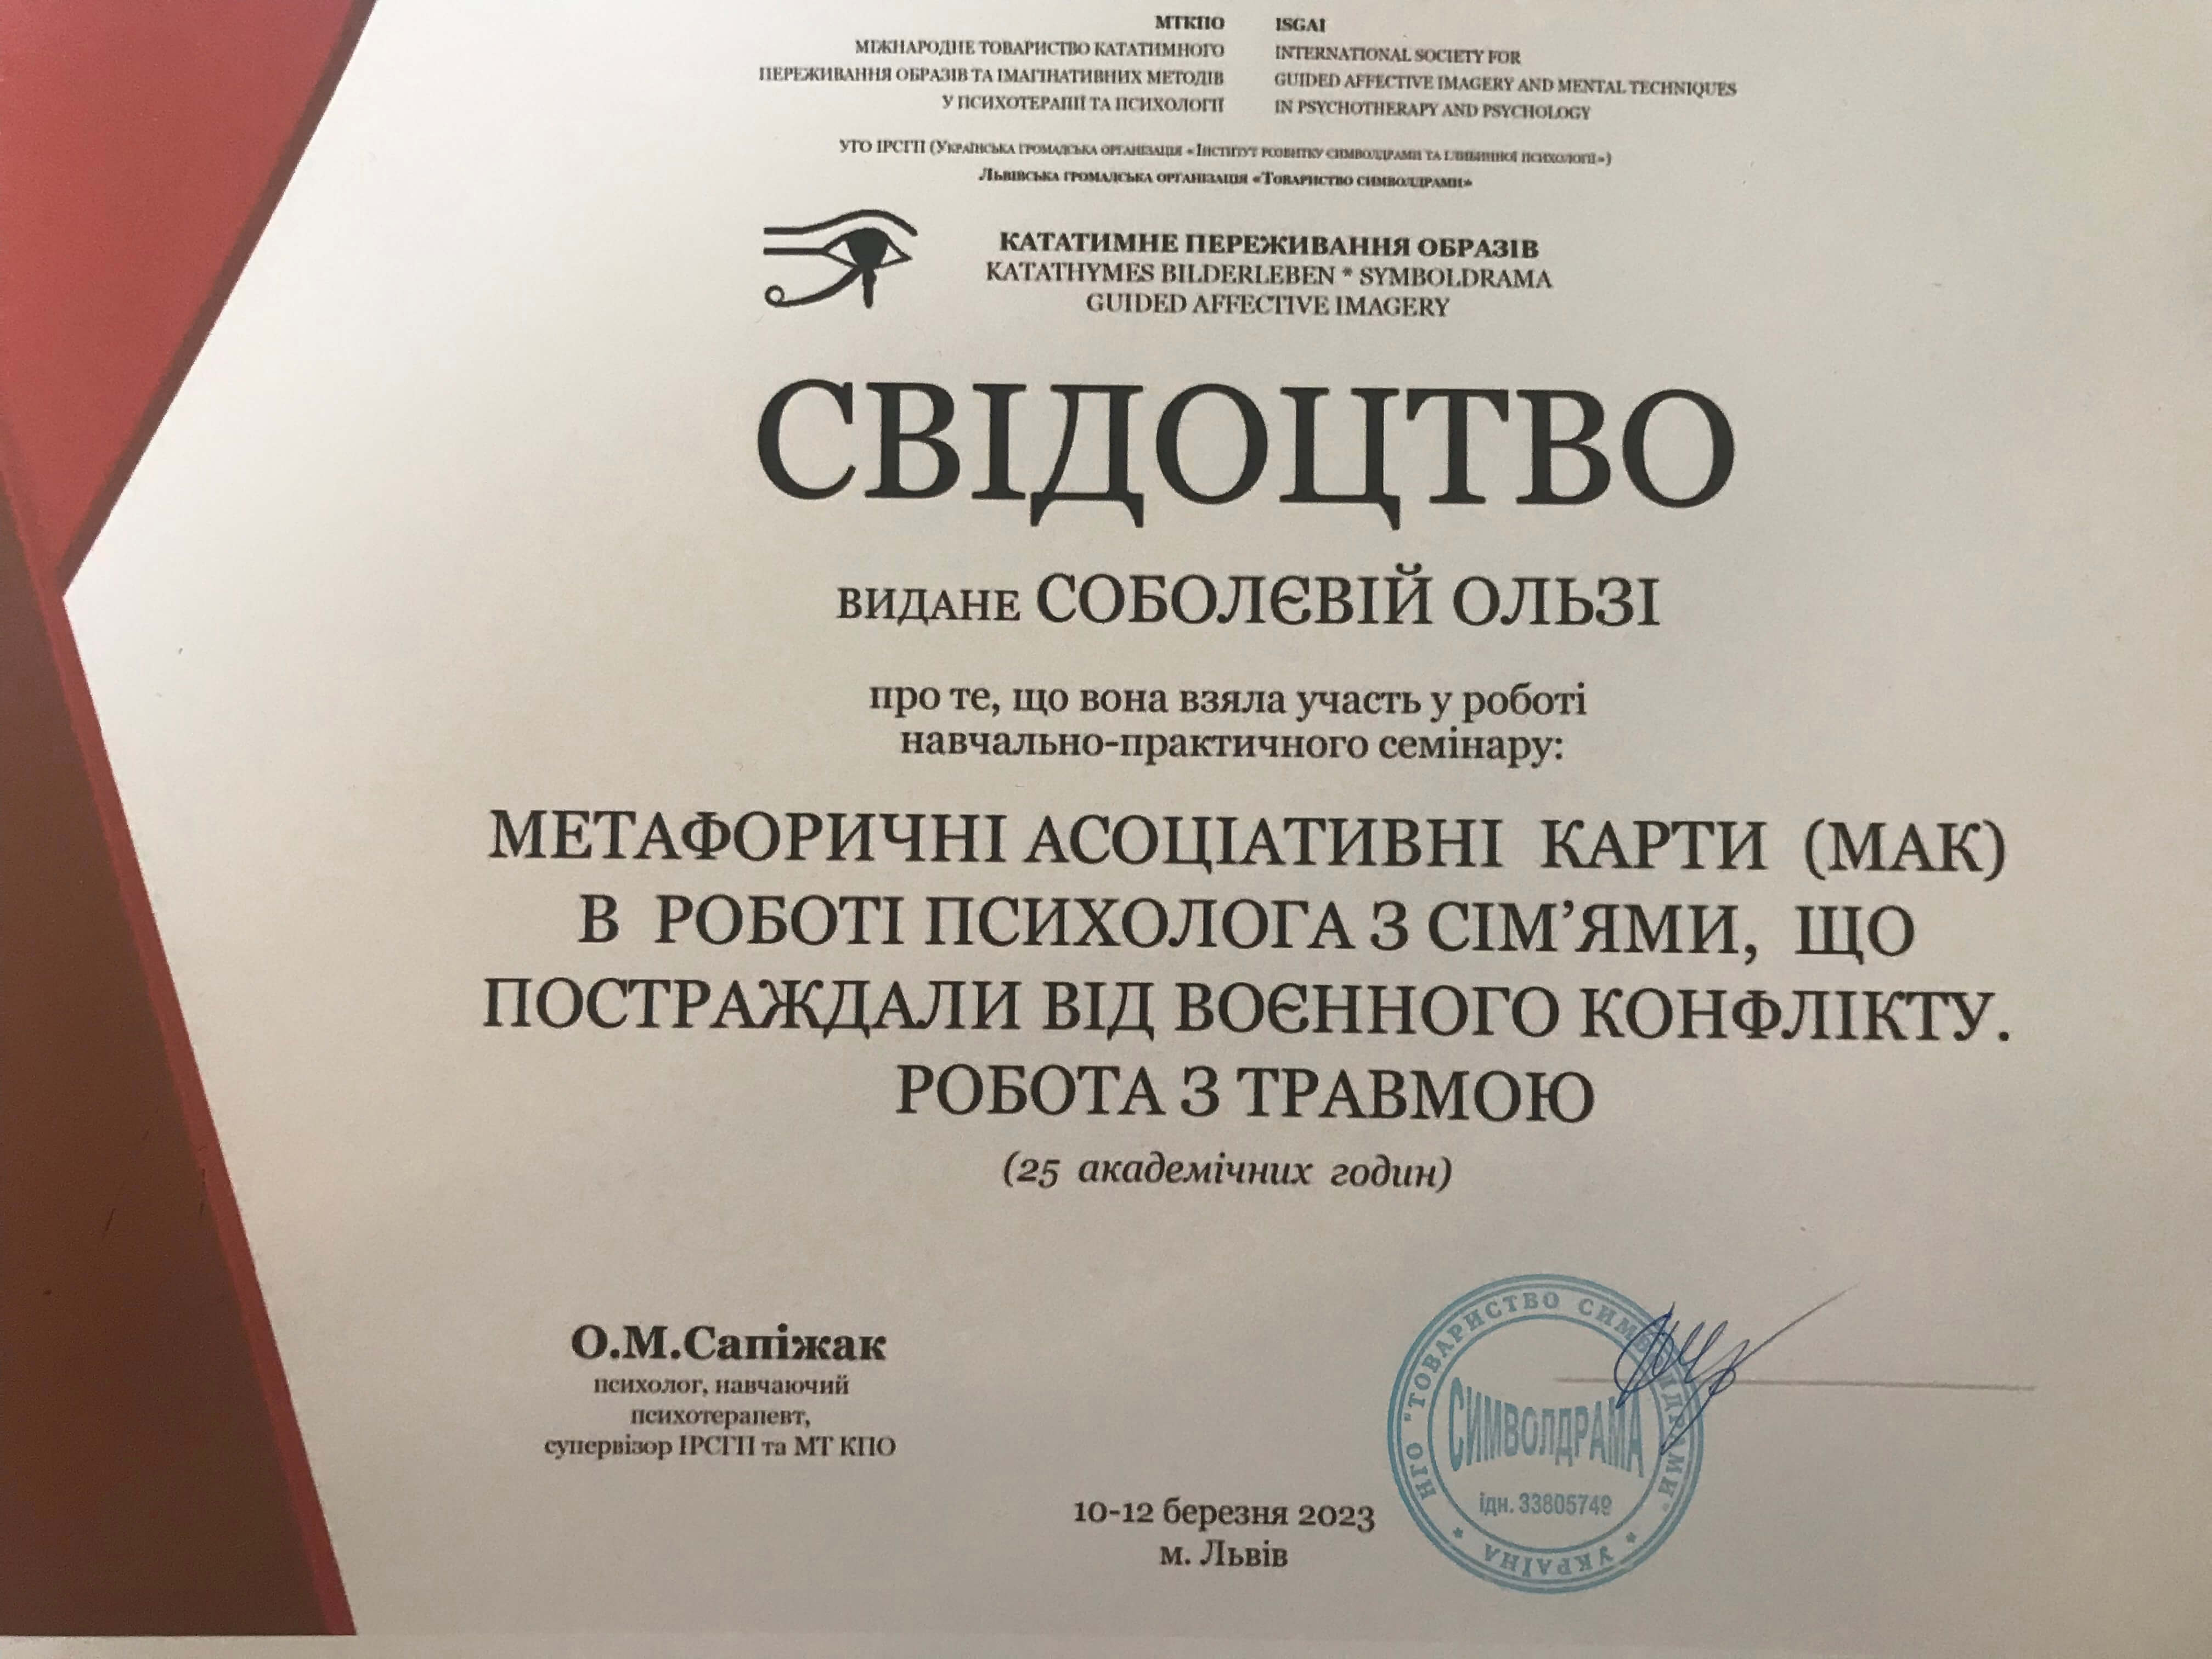 МТКПО
МІЖНАРОДНЕ ТОВАРИСТВО КАТАТИМНОГО
ПЕРЕЖИВАННЯ ОБРАЗІВ ТА ІМАГІНАТИВНИХ МЕТОДІВ
У ПСИХОТЕРАПІЇ ТА ПСИХОЛОГІЇ
ISGAI
INTERNATIONAL SOCIETY FOR
GUIDED AFFECTIVE IMAGERY AND MENTAL TECHNIQUES
IN PSYCHOTHERAPY AND PSYCHOLOGY
УГО ІРСГП (Українська громадська організація «Інститут розвитку символдрами та глибинної психології»)
Львівська громадська організація «Товариство символдрами»
КАТАТИМНЕ ПЕРЕЖИВАННЯ ОБРАЗІВ
KATATHYMES BILDERLEBEN * SYMBOLDRAMA
GUIDED AFFECTIVE IMAGERY
СВІДОЦТВО
ВИДАНЕ СОБОЛЄВІЙ ОЛЬЗІ
про те, що вона взяла участь у роботі
навчально-практичного семінару:
МЕТАФОРИЧНІ АСОЦІАТИВНІ КАРТИ (МАК)
В РОБОТІ ПСИХОЛОГА З СІМ’ЯМИ, ЩО
ПОСТРАЖДАЛИ ВІД ВОЄННОГО КОНФЛІКТУ.
РОБОТА З ТРАВМОЮ
(25 академічних годин)
О.М.Сапіжак
психолог, навчаючий
психотерапевт,
супервізор ІРСГП та МТ КПО
НГО "ТОВАРИСТВО СИМВОЛДРАМИ"
СИМВОЛДРАМА
ідн. 33805749
* УКРАЇНА *
10-12 березня 2023
м. Львів